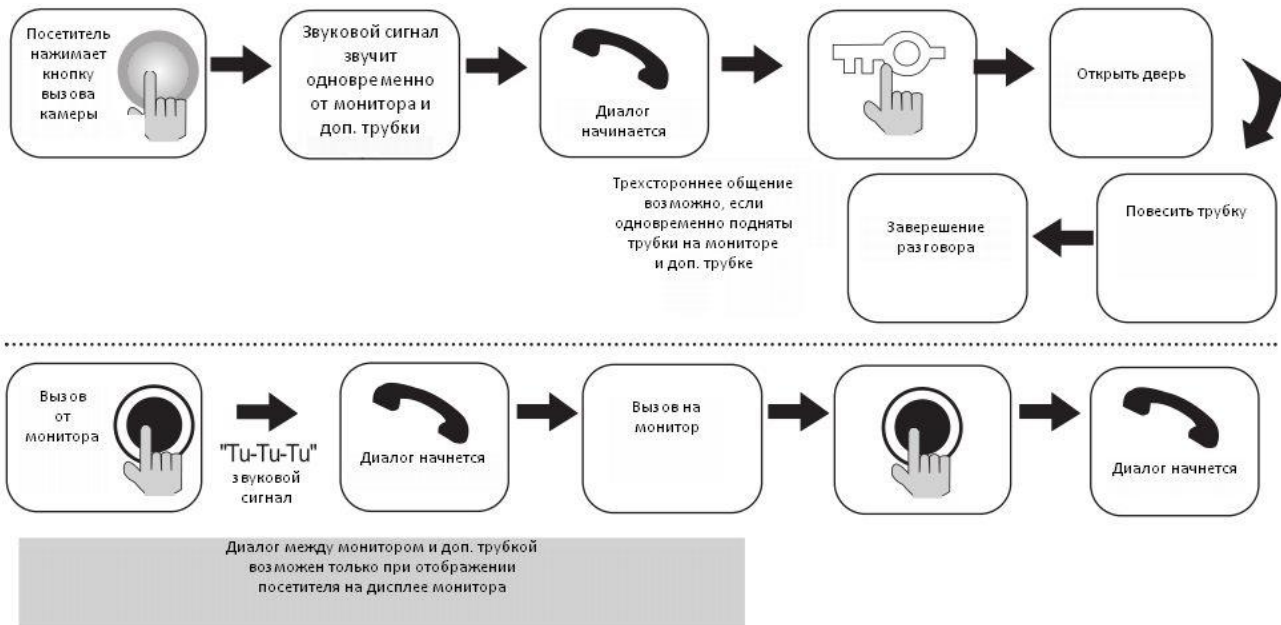 Посетитель
нажимает
кнопку
вызова
камеры
Звуковой сигнал
звучит
одновременно
от монитора и
доп. трубки
Диалог
начинается
Открыть дверь
Трехстороннее общение
возможно, если
одновременно подняты
трубки на мониторе
и доп. трубке
Заверешение
разговора
Повесить трубку
Вызов
от
монитора
"Tu-Tu-Tu"
звуковой
сигнал
Диалог начнется
Вызов на
монитор
Диалог начнется
Диалог между монитором и доп. трубкой
возможен только при отображении
посетителя на дисплее монитора